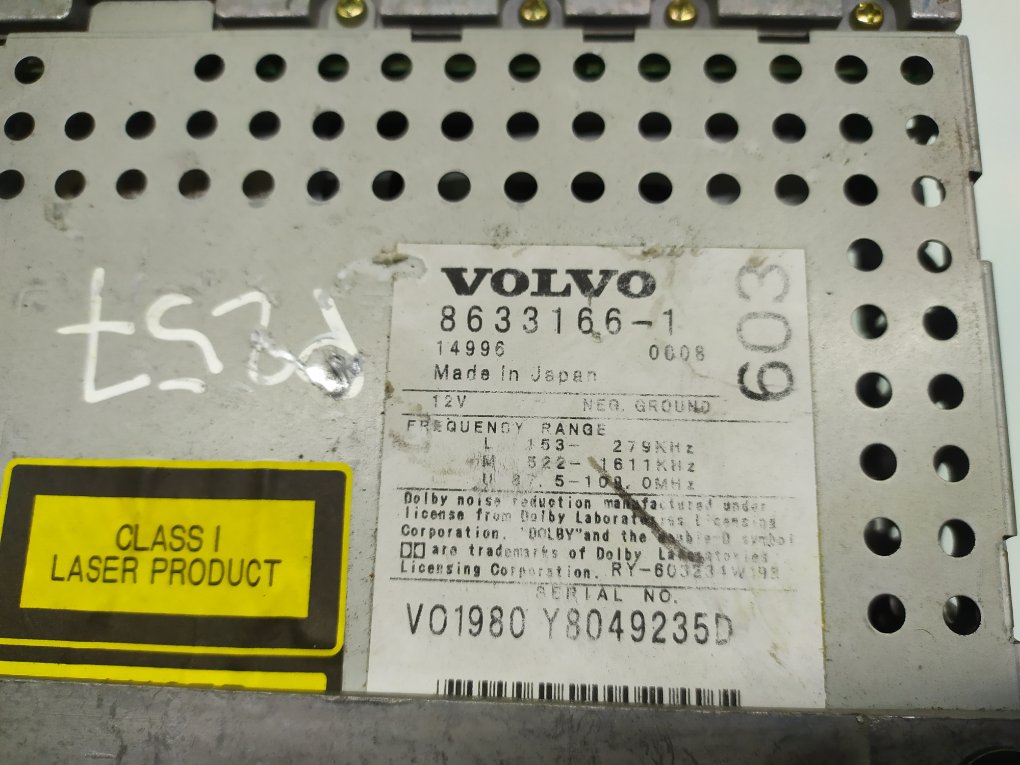 VOLVO
8633166-1
14996 0008
Made In Japan
603
12V NEG. GROUND
FREQUENCY RANGE
L 153- 279KHz
M 522- 1611KHz
U 87.5-108.0MHz
Dolby noise reduction manufactured under
license from Dolby Laboratories Licensing
Corporation. "DOLBY"and the double-D symbol
are trademarks of Dolby Laboratories
Licensing Corporation.
SERIAL NO.
VO1980 Y8049235D
CLASS I
LASER PRODUCT